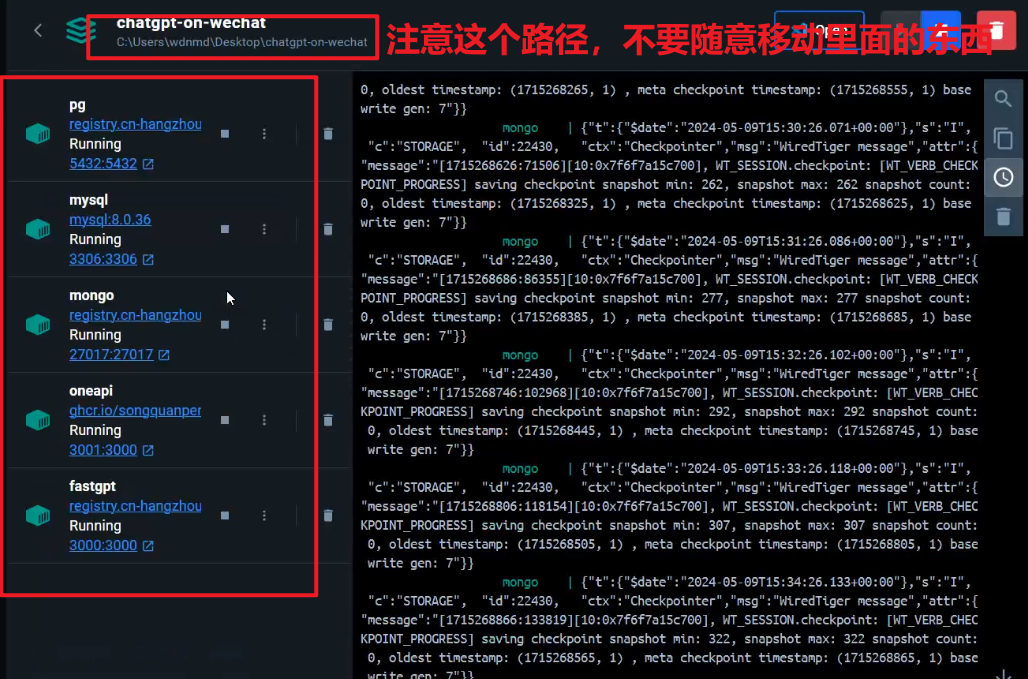 chatgpt-on-wechat
C:\Users\wdnmd\Desktop\chatgpt-on-wechat
注意这个路径，不要随意移动里面的东西
Open
pg
registry.cn-hangzhou
Running
5432:5432
mysql
mysql:8.0.36
Running
3306:3306
mongo
registry.cn-hangzhou
Running
27017:27017
oneapi
ghcr.io/songquanper
Running
3001:3000
fastgpt
registry.cn-hangzhou
Running
3000:3000
0, oldest timestamp: (1715268265, 1) , meta checkpoint timestamp: (1715268555, 1) base
write gen: 7"}}
mongo | {"t":{"$date":"2024-05-09T15:30:26.071+00:00"},"s":"I",
"c":"STORAGE", "id":22430, "ctx":"Checkpointer","msg":"WiredTiger message","attr":{
"message":"[1715268626:71506][10:0x7f6f7a15c700], WT_SESSION.checkpoint: [WT_VERB_CHECK
POINT_PROGRESS] saving checkpoint snapshot min: 262, snapshot max: 262 snapshot count:
0, oldest timestamp: (1715268325, 1) , meta checkpoint timestamp: (1715268625, 1) base
write gen: 7"}}
mongo | {"t":{"$date":"2024-05-09T15:31:26.086+00:00"},"s":"I",
"c":"STORAGE", "id":22430, "ctx":"Checkpointer","msg":"WiredTiger message","attr":{
"message":"[1715268686:86355][10:0x7f6f7a15c700], WT_SESSION.checkpoint: [WT_VERB_CHECK
POINT_PROGRESS] saving checkpoint snapshot min: 277, snapshot max: 277 snapshot count:
0, oldest timestamp: (1715268385, 1) , meta checkpoint timestamp: (1715268685, 1) base
write gen: 7"}}
mongo | {"t":{"$date":"2024-05-09T15:32:26.102+00:00"},"s":"I",
"c":"STORAGE", "id":22430, "ctx":"Checkpointer","msg":"WiredTiger message","attr":{
"message":"[1715268746:102968][10:0x7f6f7a15c700], WT_SESSION.checkpoint: [WT_VERB_CHEC
KPOINT_PROGRESS] saving checkpoint snapshot min: 292, snapshot max: 292 snapshot count:
0, oldest timestamp: (1715268445, 1) , meta checkpoint timestamp: (1715268745, 1) base
write gen: 7"}}
mongo | {"t":{"$date":"2024-05-09T15:33:26.118+00:00"},"s":"I",
"c":"STORAGE", "id":22430, "ctx":"Checkpointer","msg":"WiredTiger message","attr":{
"message":"[1715268806:118154][10:0x7f6f7a15c700], WT_SESSION.checkpoint: [WT_VERB_CHEC
KPOINT_PROGRESS] saving checkpoint snapshot min: 307, snapshot max: 307 snapshot count:
0, oldest timestamp: (1715268505, 1) , meta checkpoint timestamp: (1715268805, 1) base
write gen: 7"}}
mongo | {"t":{"$date":"2024-05-09T15:34:26.133+00:00"},"s":"I",
"c":"STORAGE", "id":22430, "ctx":"Checkpointer","msg":"WiredTiger message","attr":{
"message":"[1715268866:133819][10:0x7f6f7a15c700], WT_SESSION.checkpoint: [WT_VERB_CHEC
KPOINT_PROGRESS] saving checkpoint snapshot min: 322, snapshot max: 322 snapshot count:
0, oldest timestamp: (1715268565, 1) , meta checkpoint timestamp: (1715268865, 1) base
write gen: 7"}}